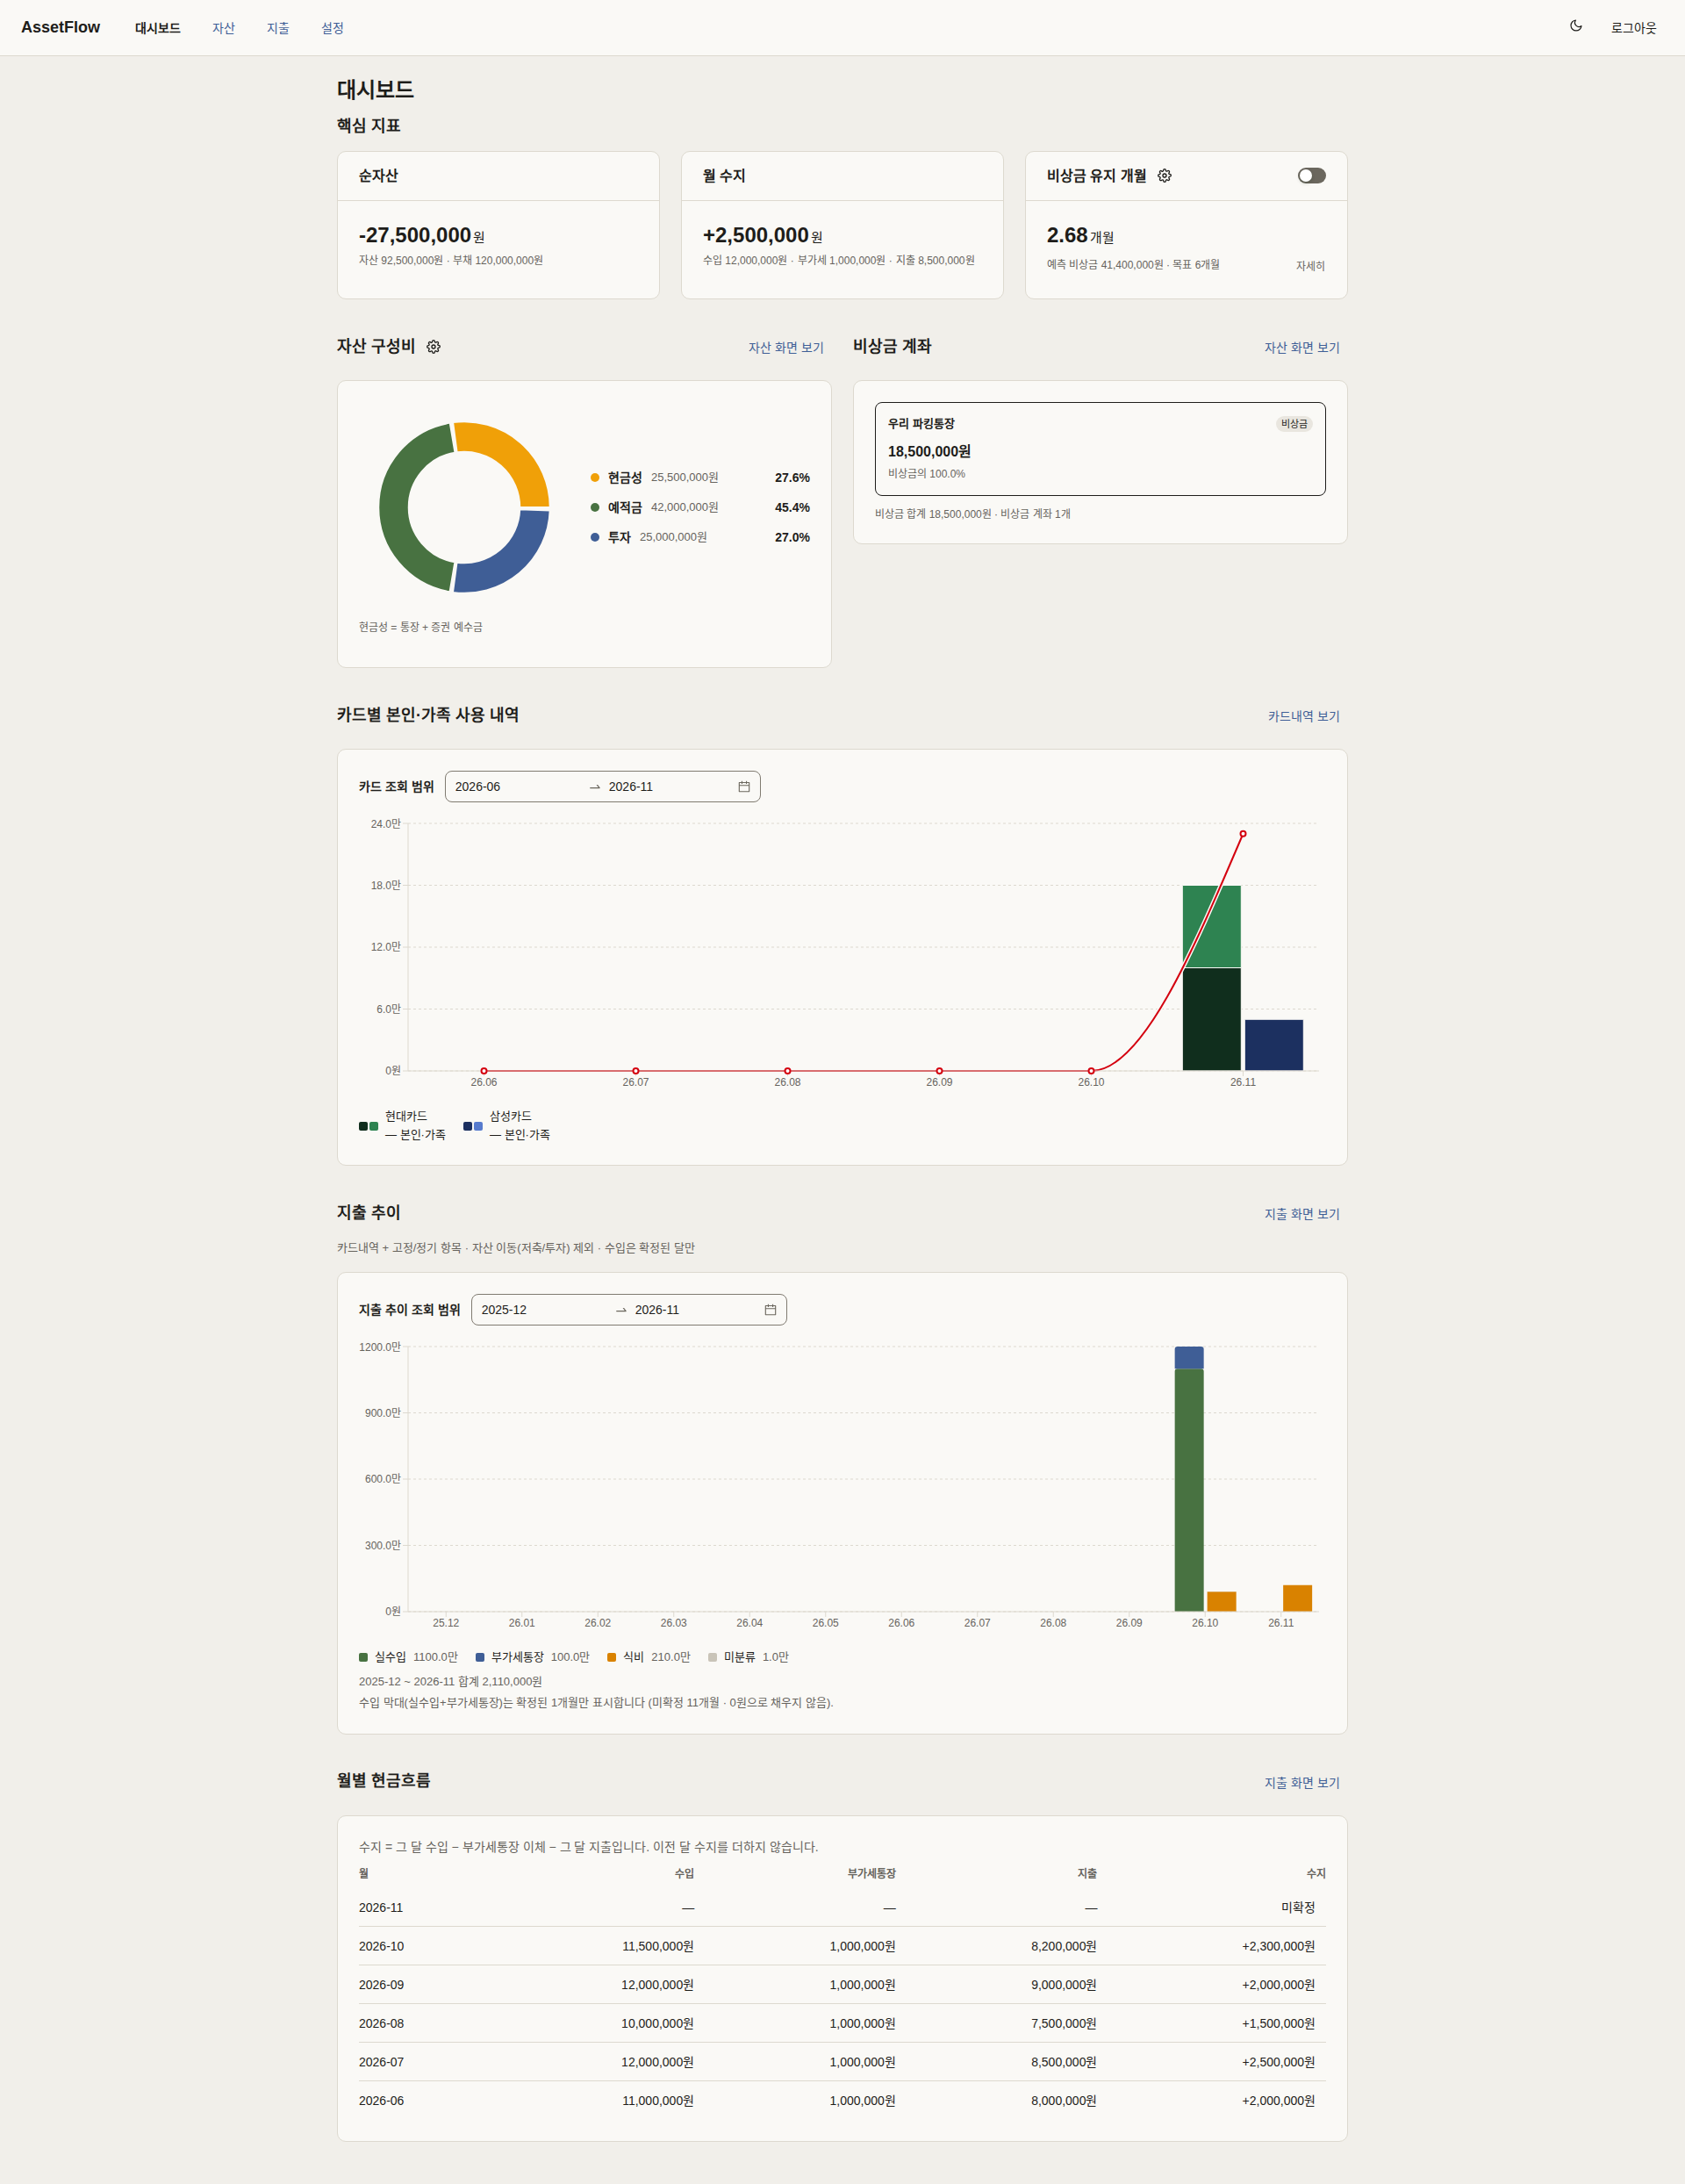 AssetFlow 대시보드 자산 지출 설정 로그아웃
대시보드
핵심 지표
순자산
-27,500,000원
자산 92,500,000원 · 부채 120,000,000원
월 수지
+2,500,000원
수입 12,000,000원 · 부가세 1,000,000원 · 지출 8,500,000원
비상금 유지 개월
2.68개월
예측 비상금 41,400,000원 · 목표 6개월 자세히
자산 구성비 자산 화면 보기
현금성 25,500,000원 27.6%
예적금 42,000,000원 45.4%
투자 25,000,000원 27.0%
현금성 = 통장 + 증권 예수금
비상금 계좌 자산 화면 보기
우리 파킹통장 비상금
18,500,000원
비상금의 100.0%
비상금 합계 18,500,000원 · 비상금 계좌 1개
카드별 본인·가족 사용 내역 카드내역 보기
카드 조회 범위 2026-06 2026-11
24.0만
18.0만
12.0만
6.0만
0원
26.06 26.07 26.08 26.09 26.10 26.11
현대카드
— 본인·가족
삼성카드
— 본인·가족
지출 추이 지출 화면 보기
카드내역 + 고정/정기 항목 · 자산 이동(저축/투자) 제외 · 수입은 확정된 달만
지출 추이 조회 범위 2025-12 2026-11
1200.0만
900.0만
600.0만
300.0만
0원
25.12 26.01 26.02 26.03 26.04 26.05 26.06 26.07 26.08 26.09 26.10 26.11
실수입 1100.0만 부가세통장 100.0만 식비 210.0만 미분류 1.0만
2025-12 ~ 2026-11 합계 2,110,000원
수입 막대(실수입+부가세통장)는 확정된 1개월만 표시합니다 (미확정 11개월 · 0원으로 채우지 않음).
월별 현금흐름 지출 화면 보기
수지 = 그 달 수입 − 부가세통장 이체 − 그 달 지출입니다. 이전 달 수지를 더하지 않습니다.
월 수입 부가세통장 지출 수지
2026-11 — — — 미확정
2026-10 11,500,000원 1,000,000원 8,200,000원 +2,300,000원
2026-09 12,000,000원 1,000,000원 9,000,000원 +2,000,000원
2026-08 10,000,000원 1,000,000원 7,500,000원 +1,500,000원
2026-07 12,000,000원 1,000,000원 8,500,000원 +2,500,000원
2026-06 11,000,000원 1,000,000원 8,000,000원 +2,000,000원